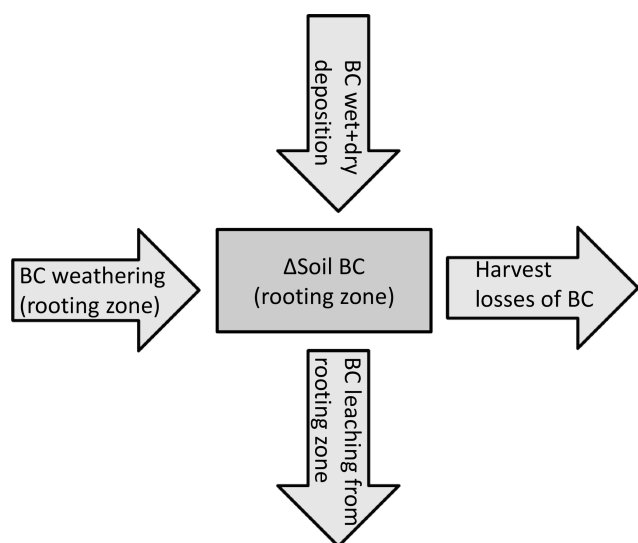 BC wet+dry
deposition
BC weathering
(rooting zone)
ΔSoil BC
(rooting zone)
Harvest
losses of BC
BC leaching from
rooting zone